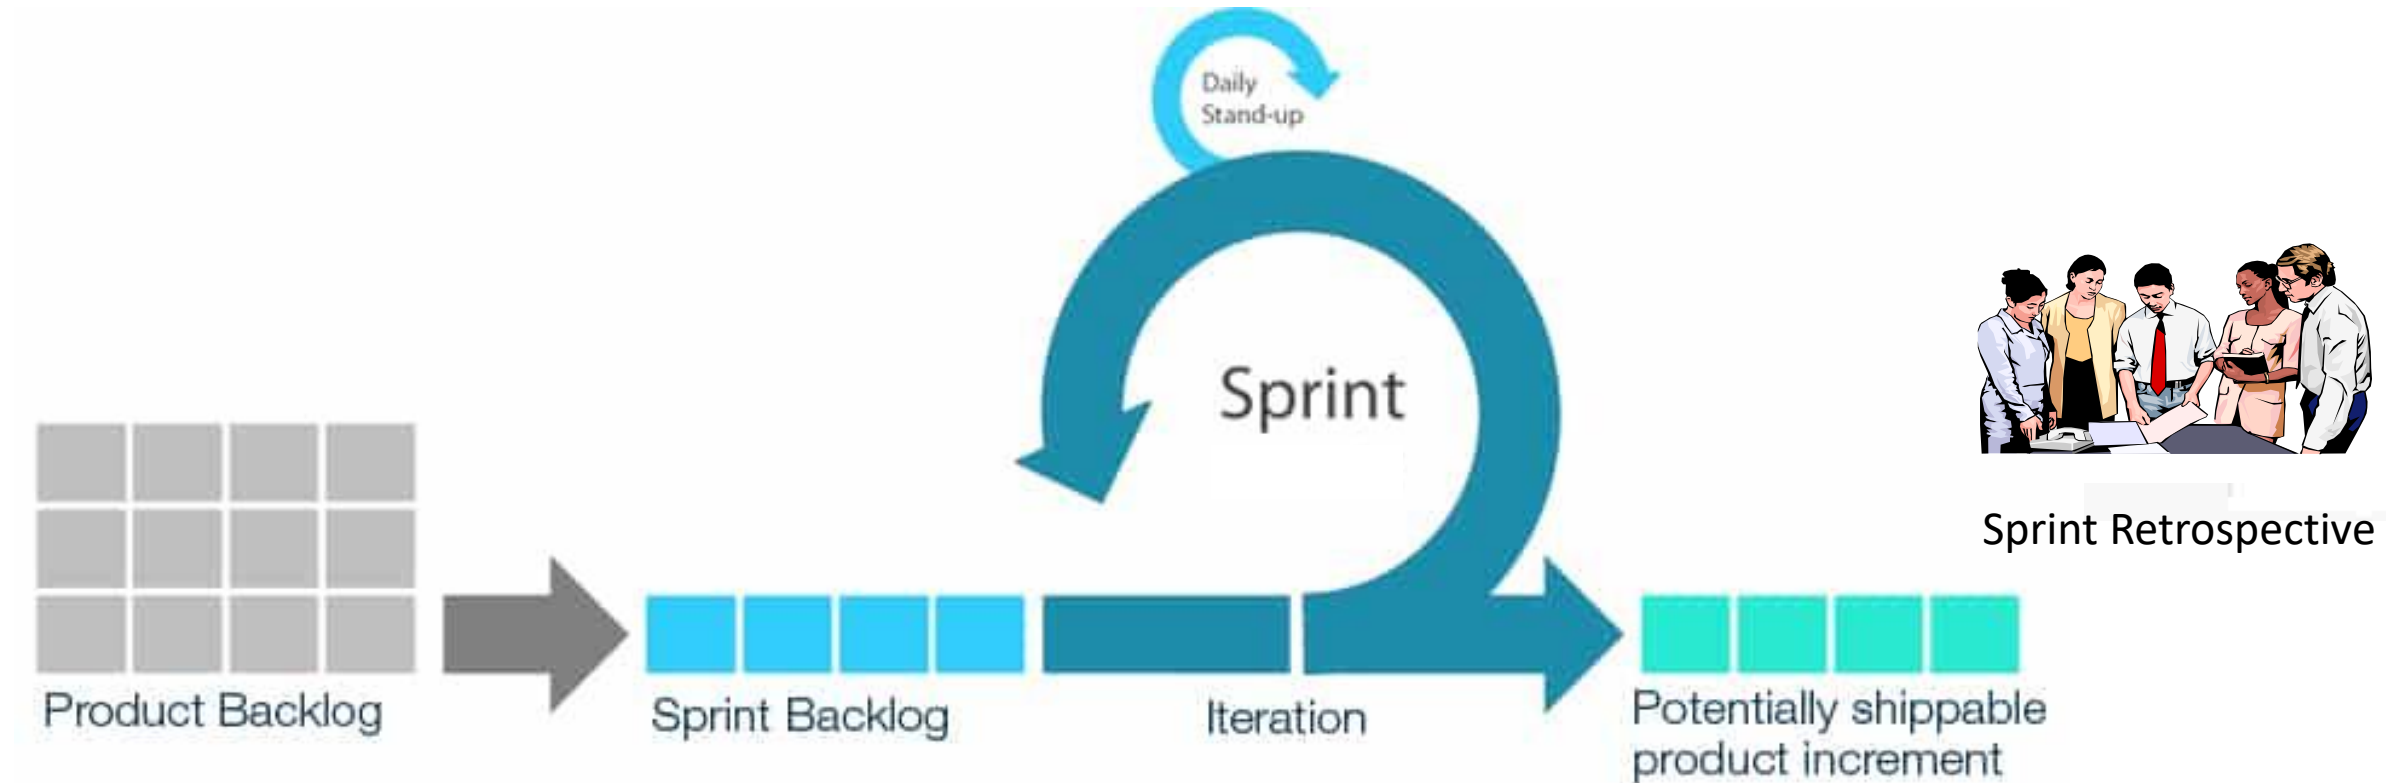 Daily
Stand-up
Sprint
Sprint Retrospective
Product Backlog
Sprint Backlog
Iteration
Potentially shippable
product increment